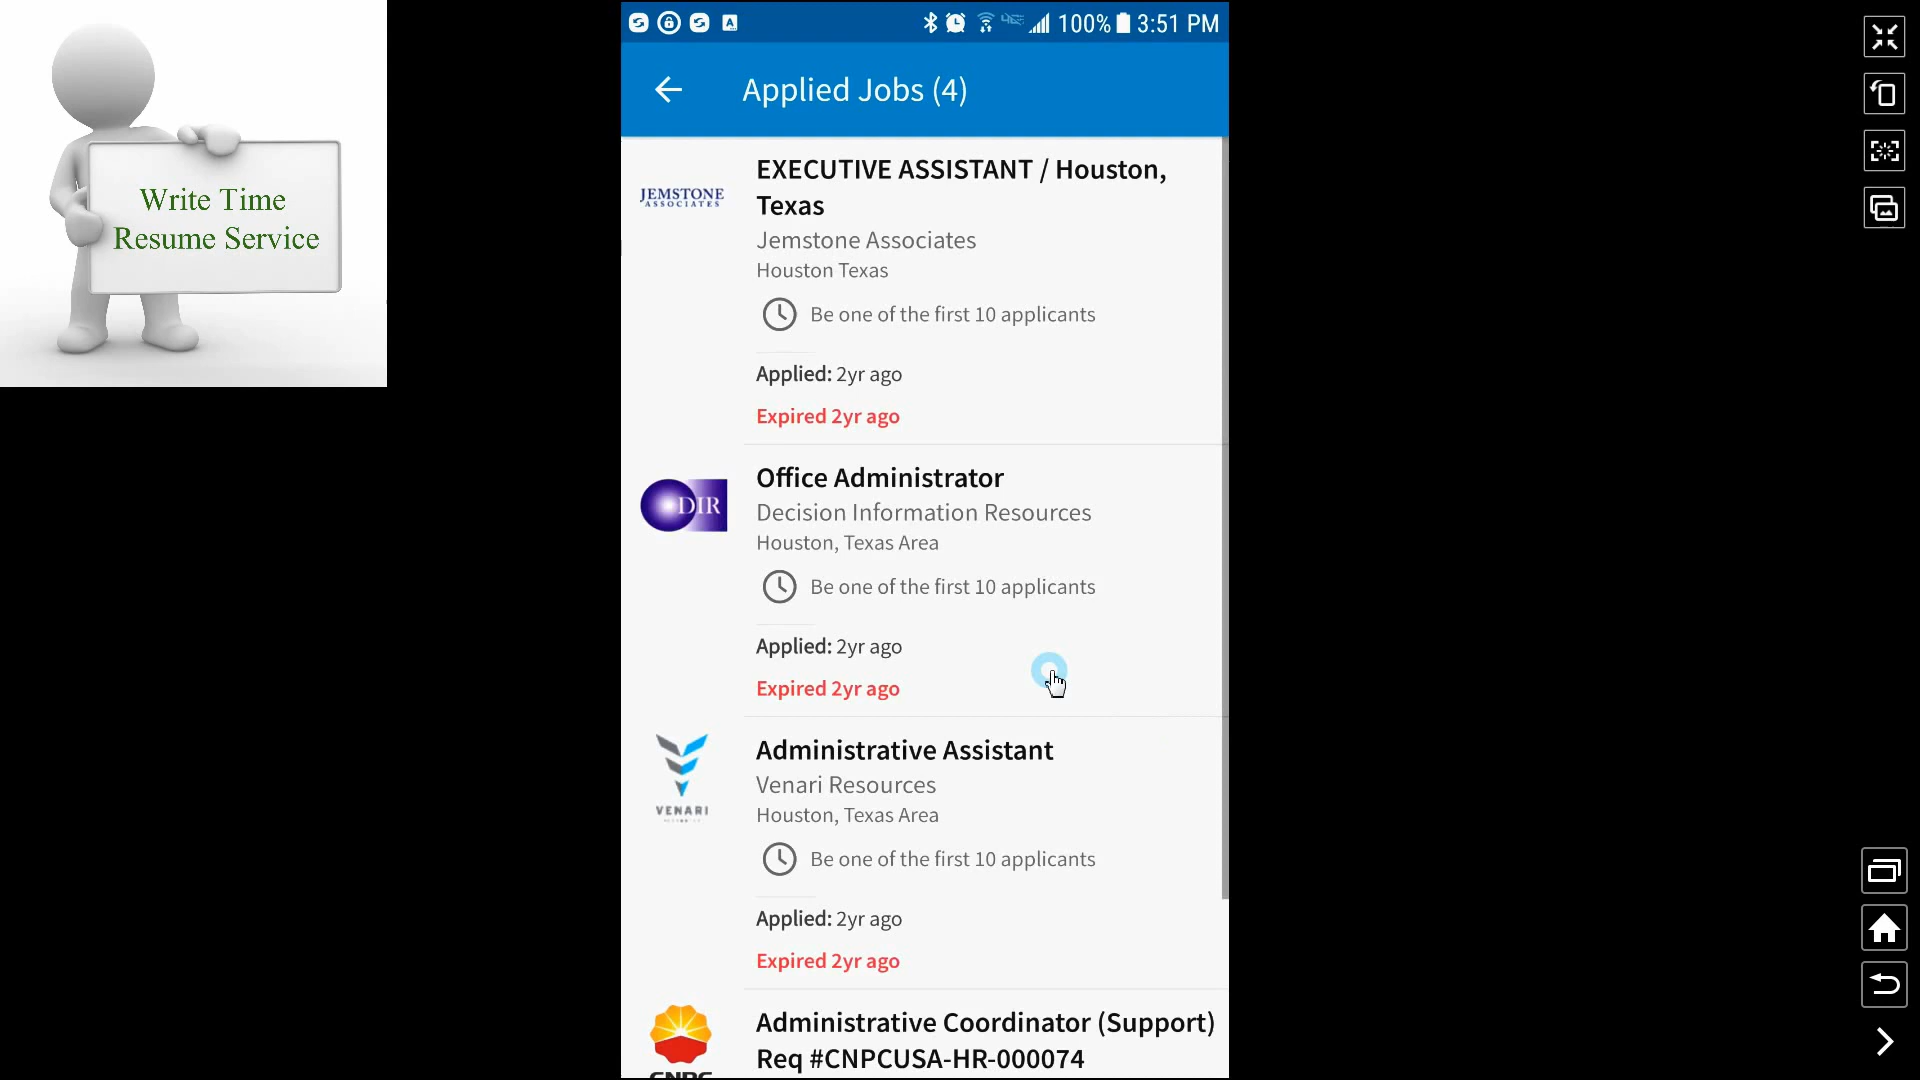 Write Time
Resume Service
100% 3:51 PM
Applied Jobs (4)
JEMSTONE
ASSOCIATES
EXECUTIVE ASSISTANT / Houston,
Texas
Jemstone Associates
Houston Texas
Be one of the first 10 applicants
Applied: 2yr ago
Expired 2yr ago
DIR
Office Administrator
Decision Information Resources
Houston, Texas Area
Be one of the first 10 applicants
Applied: 2yr ago
Expired 2yr ago
VENARI
Administrative Assistant
Venari Resources
Houston, Texas Area
Be one of the first 10 applicants
Applied: 2yr ago
Expired 2yr ago
Administrative Coordinator (Support)
Req #CNPCUSA-HR-000074